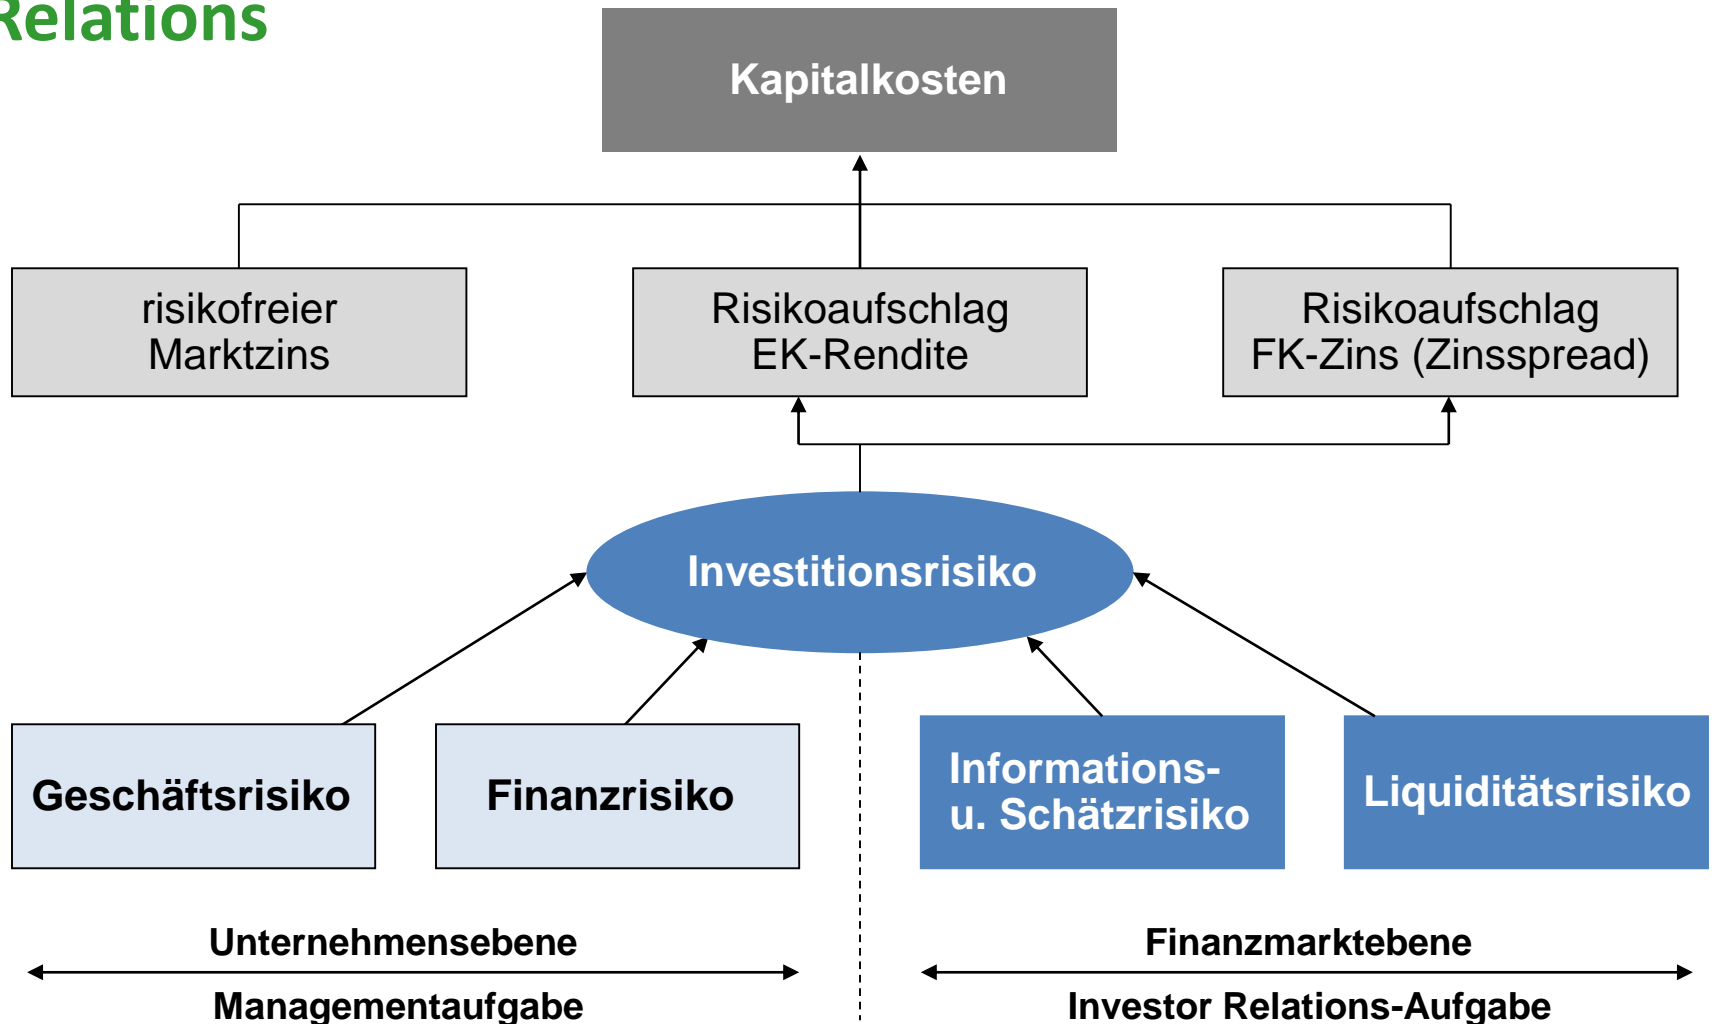 Relations
Kapitalkosten
risikofreier
Marktzins
Risikoaufschlag
EK-Rendite
Risikoaufschlag
FK-Zins (Zinsspread)
Investitionsrisiko
Geschäftsrisiko
Finanzrisiko
Informations-
u. Schätzrisiko
Liquiditätsrisiko
Unternehmensebene
Managementaufgabe
Finanzmarktebene
Investor Relations-Aufgabe